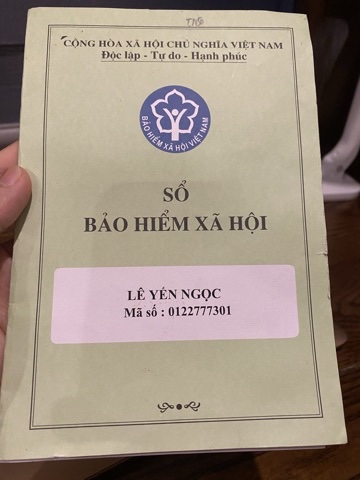 CỘNG HÒA XÃ HỘI CHỦ NGHĨA VIỆT NAM
Độc lập - Tự do - Hạnh phúc
BẢO HIỂM XÃ HỘI VIỆT NAM
SỔ
BẢO HIỂM XÃ HỘI
LÊ YẾN NGỌC
Mã số : 0122777301